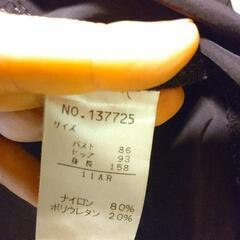 NO.137725
サイズ
バスト 86
ヒップ 93
身長 158
11AR
ナイロン 80%
ポリウレタン 20%